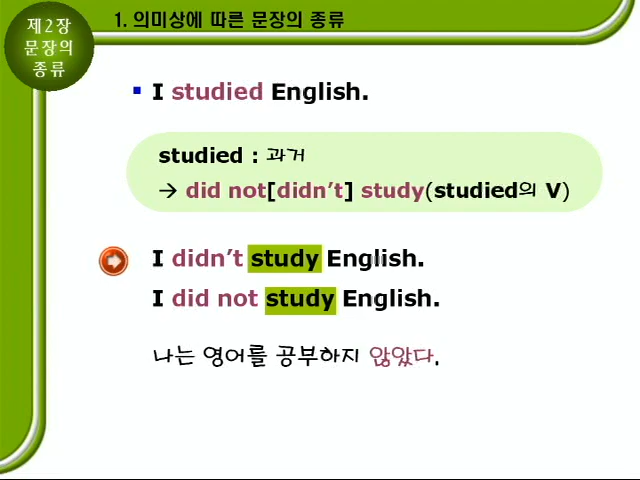 제2장
문장의
종류
1. 의미상에 따른 문장의 종류
I studied English.
studied : 과거
→ did not[didn't] study(studied의 V)
I didn't study English.
I did not study English.
나는 영어를 공부하지 않았다.